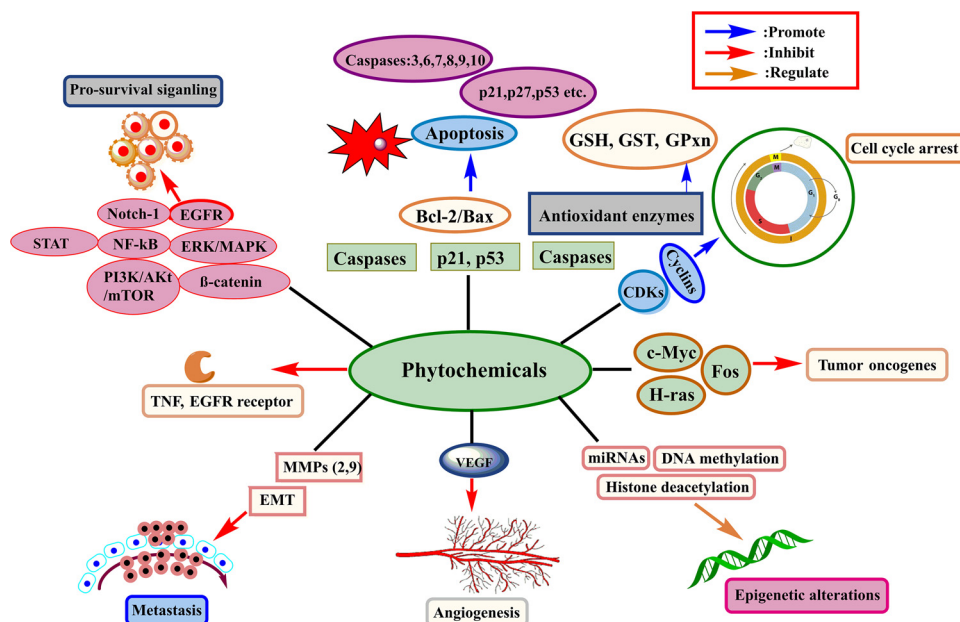 :Promote
:Inhibit
:Regulate
Caspases:3,6,7,8,9,10
p21,p27,p53 etc.
Pro-survival siganling
Apoptosis
GSH, GST, GPxn
Cell cycle arrest
M
M
G₂
G₁
G₀
S
I
Notch-1
EGFR
Bcl-2/Bax
Antioxidant enzymes
STAT
NF-kB
ERK/MAPK
Caspases
p21, p53
Caspases
Cyclins
CDKs
PI3K/AKt
/mTOR
ß-catenin
Phytochemicals
c-Myc
Fos
H-ras
Tumor oncogenes
TNF, EGFR receptor
MMPs (2,9)
EMT
VEGF
miRNAs
DNA methylation
Histone deacetylation
Metastasis
Angiogenesis
Epigenetic alterations